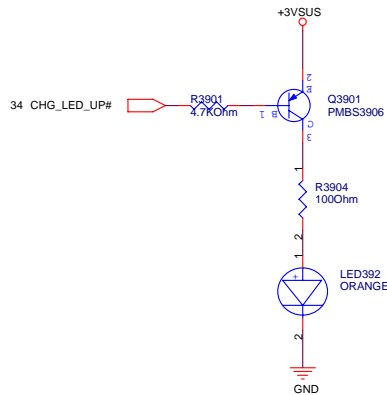 +3VSUS
2
E
Q3901
PMBS3906
34 CHG_LED_UP#
R3901
4.7KOhm
1
B
C
3
1
R3904
100Ohm
2
1
LED392
ORANGE
+
2
GND